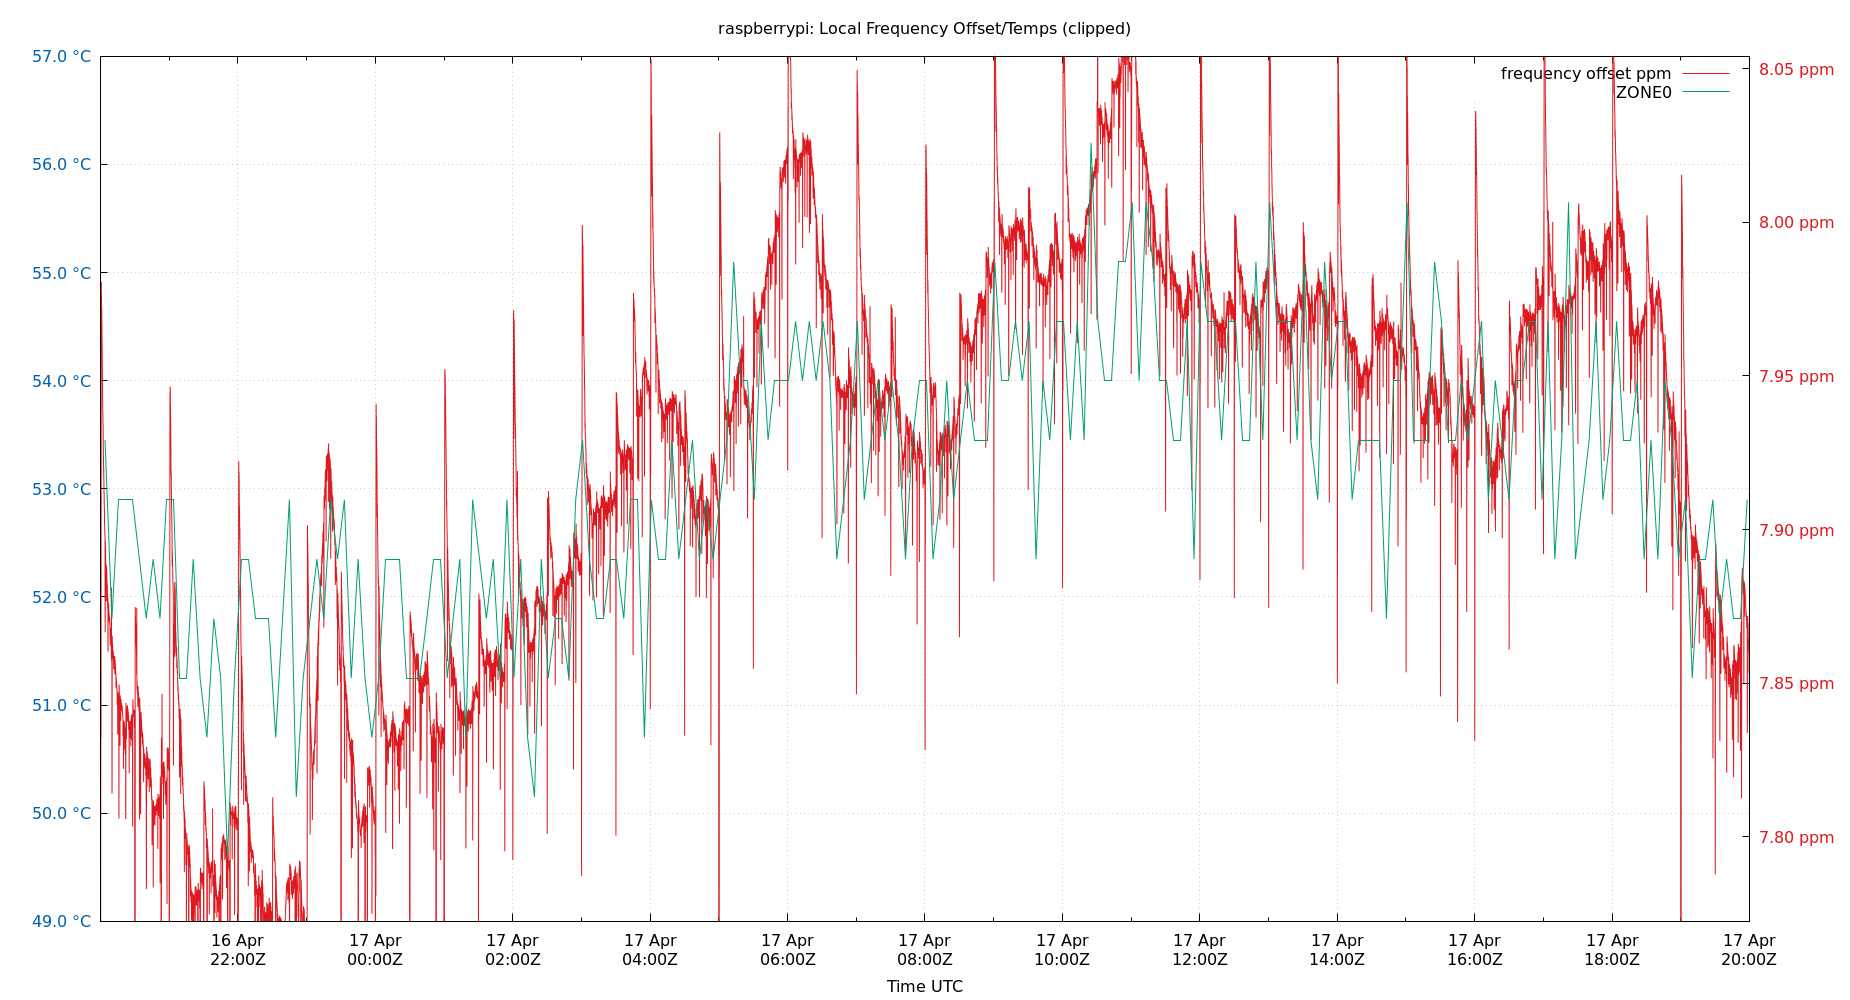 raspberrypi: Local Frequency Offset/Temps (clipped)
57.0 °C
56.0 °C
55.0 °C
54.0 °C
53.0 °C
52.0 °C
51.0 °C
50.0 °C
49.0 °C
frequency offset ppm
ZONE0
8.05 ppm
8.00 ppm
7.95 ppm
7.90 ppm
7.85 ppm
7.80 ppm
16 Apr 17 Apr 17 Apr 17 Apr 17 Apr 17 Apr 17 Apr 17 Apr 17 Apr 17 Apr 17 Apr 17 Apr
22:00Z 00:00Z 02:00Z 04:00Z 06:00Z 08:00Z 10:00Z 12:00Z 14:00Z 16:00Z 18:00Z 20:00Z
Time UTC